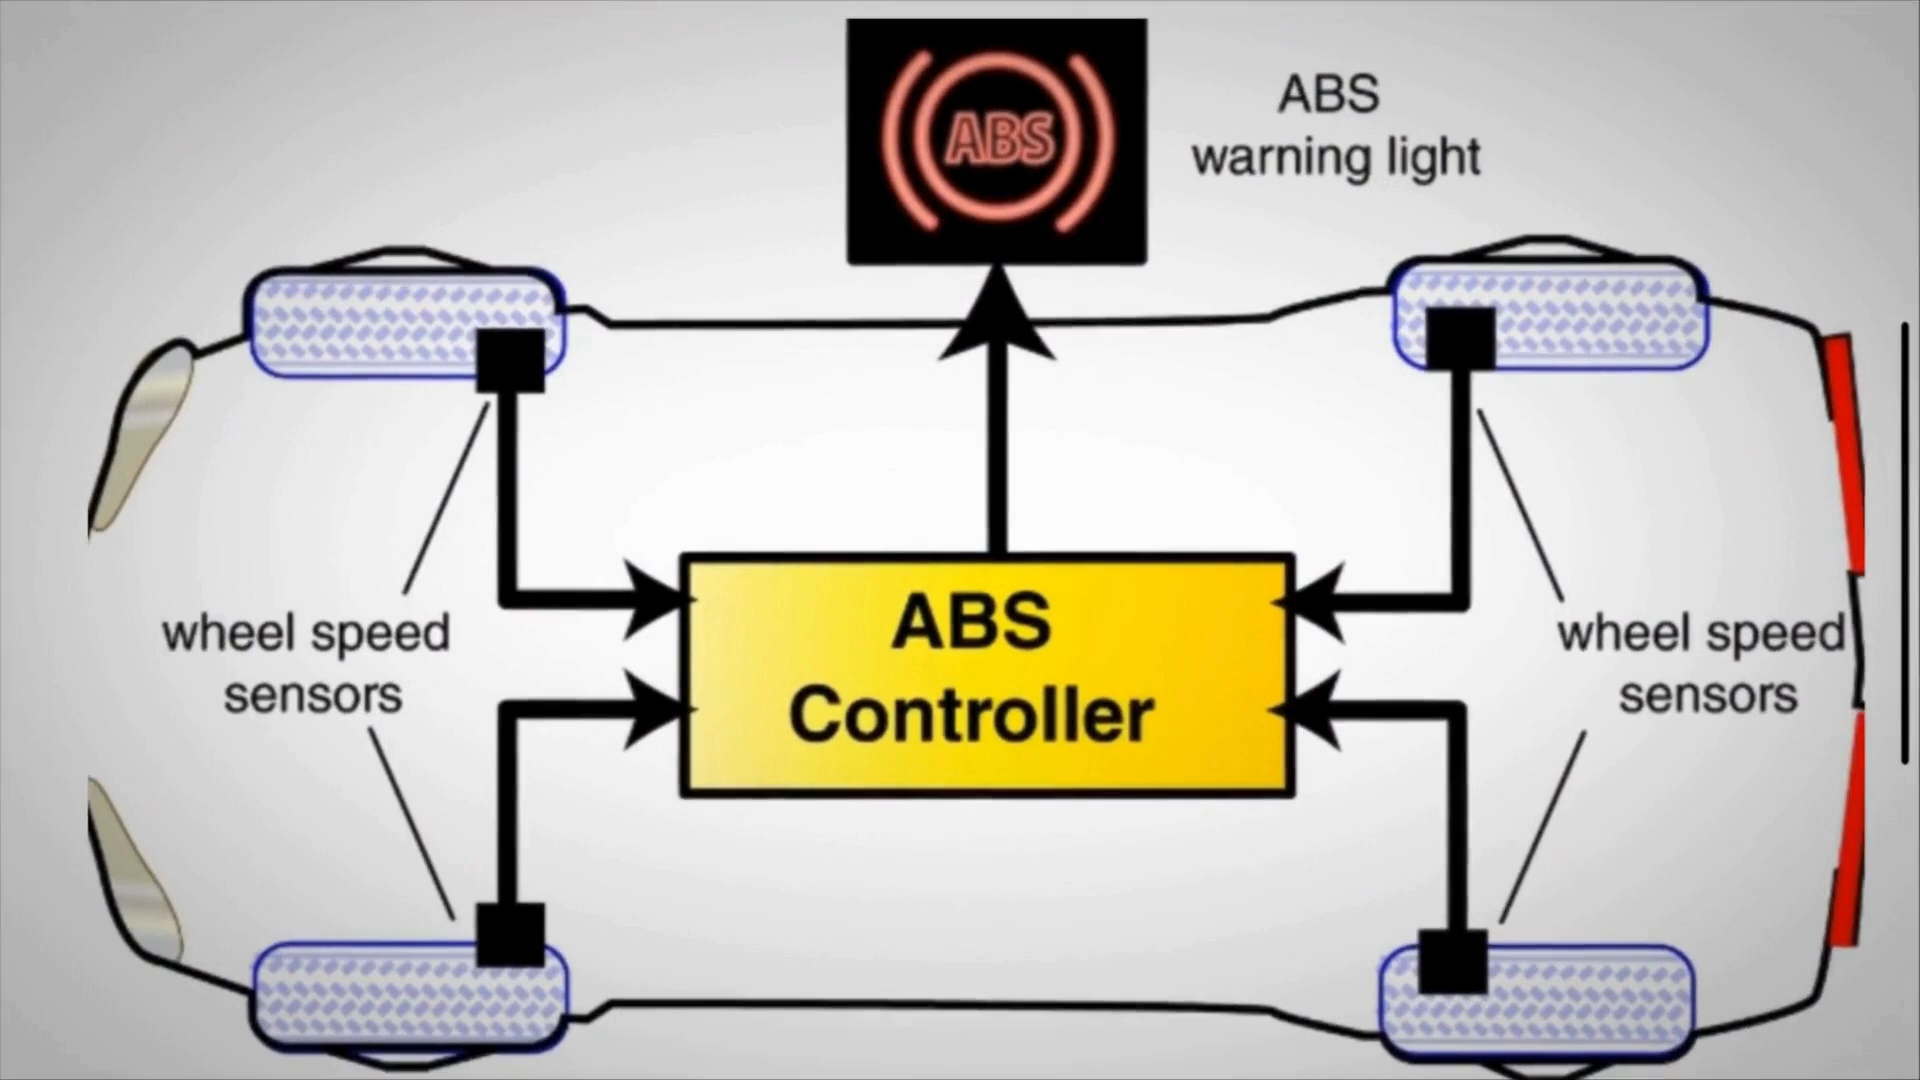 ABS
ABS
warning light
ABS
Controller
wheel speed
sensors
wheel speed
sensors